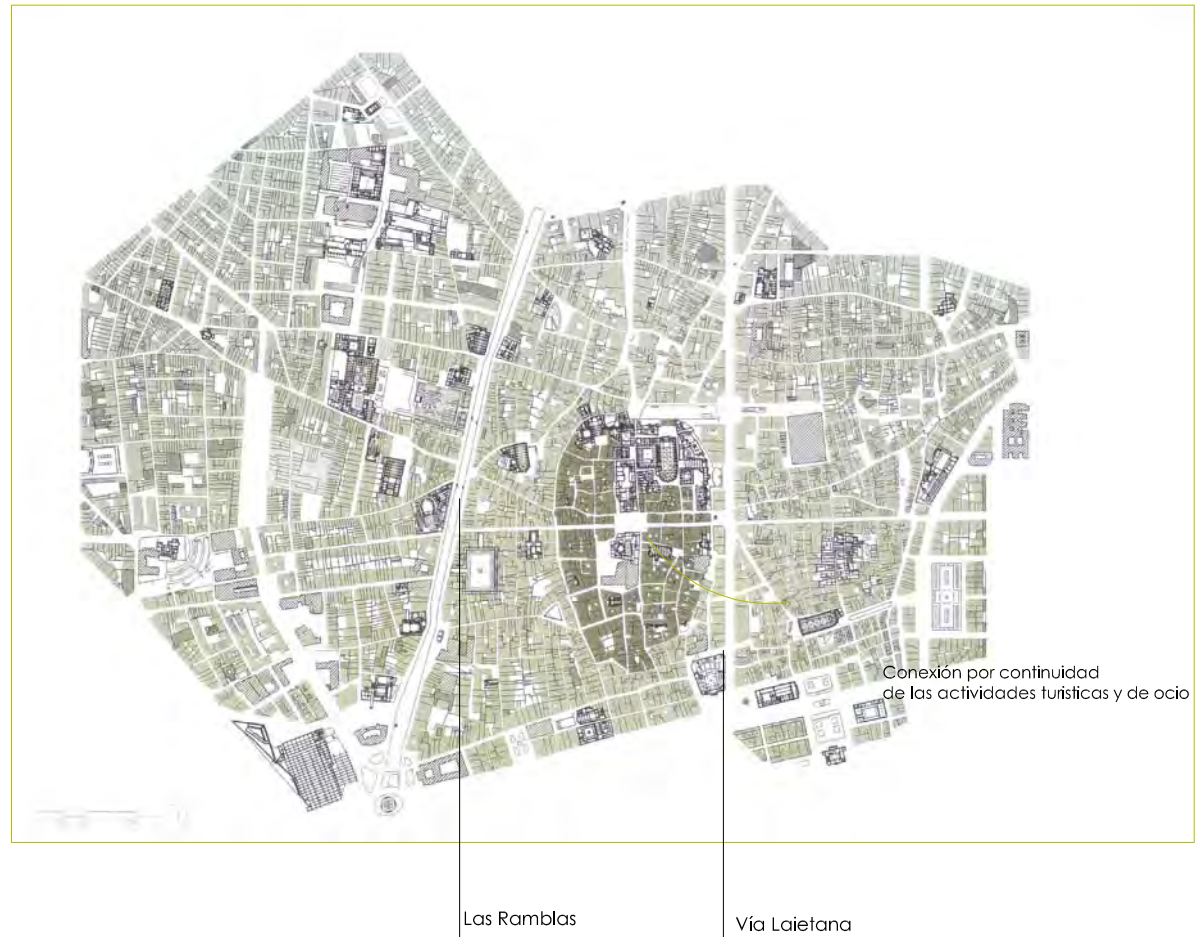 Conexión por continuidad
de las actividades turisticas y de ocio
Las Ramblas
Vía Laietana